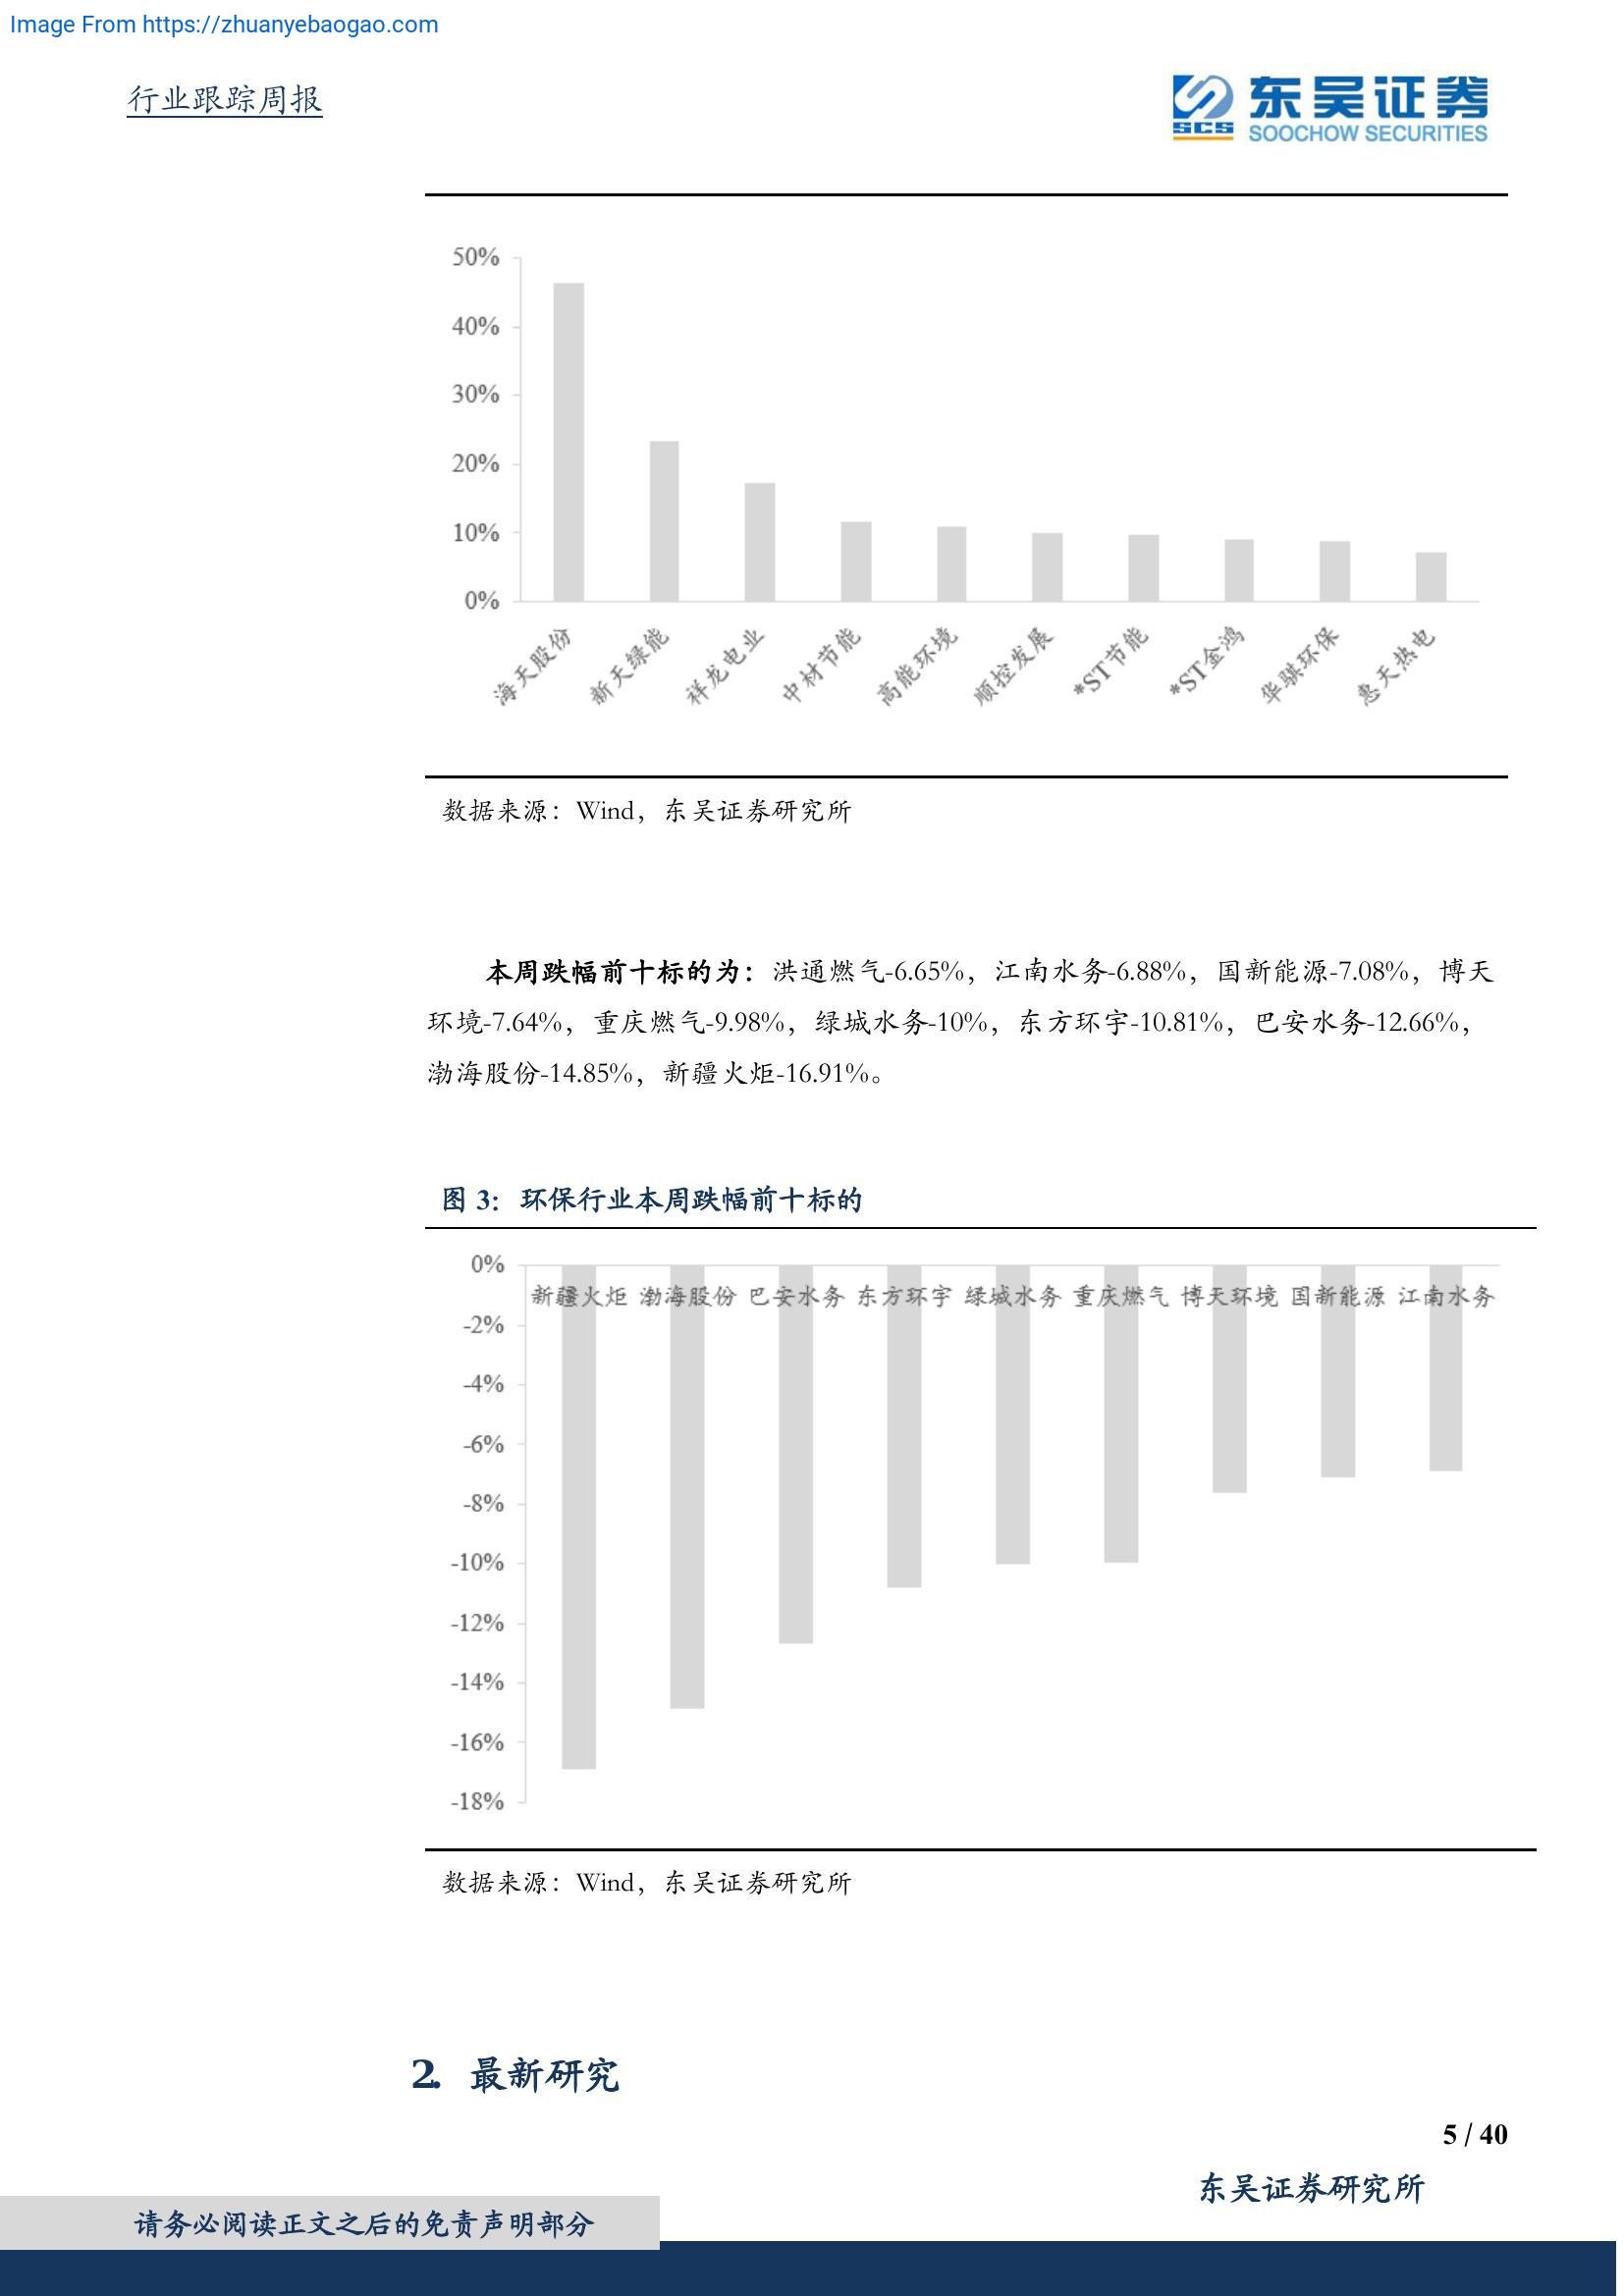 Image From https://zhuanyebaogao.com
行业跟踪周报
东吴证券
SCS
SOOCHOW SECURITIES
50%
40%
30%
20%
10%
0%
海天股份 新天绿能 祥龙电业 中材节能 高能环境 顺控发展 *ST节能 *ST金鸿 华骐环保 惠天热电
数据来源：Wind，东吴证券研究所
本周跌幅前十标的为：洪通燃气-6.65%，江南水务-6.88%，国新能源-7.08%，博天
环境-7.64%，重庆燃气-9.98%，绿城水务-10%，东方环宇-10.81%，巴安水务-12.66%，
渤海股份-14.85%，新疆火炬-16.91%。
图 3：环保行业本周跌幅前十标的
0%
新疆火炬 渤海股份 巴安水务 东方环宇 绿城水务 重庆燃气 博天环境 国新能源 江南水务
-2%
-4%
-6%
-8%
-10%
-12%
-14%
-16%
-18%
数据来源：Wind，东吴证券研究所
2. 最新研究
5 / 40
东吴证券研究所
请务必阅读正文之后的免责声明部分